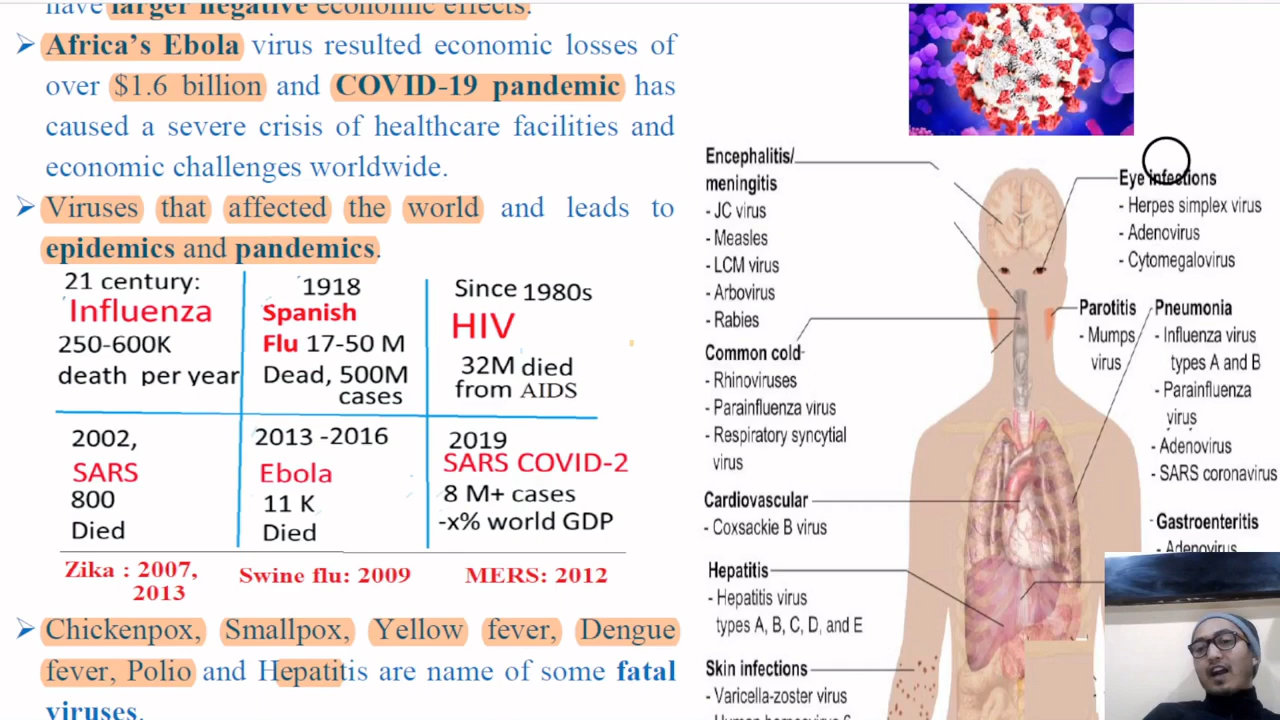 have larger negative economic effects.
➢ Africa's Ebola virus resulted economic losses of
over $1.6 billion and COVID-19 pandemic has
caused a severe crisis of healthcare facilities and
economic challenges worldwide.
➢ Viruses that affected the world and leads to
epidemics and pandemics.
21 century:
Influenza
250-600K
death per year
1918
Spanish
Flu 17-50 M
Dead, 500M
cases
Since 1980s
HIV
32M died
from AIDS
2002,
SARS
800
Died
2013 -2016
Ebola
11 K
Died
2019
SARS COVID-2
8 M+ cases
-x% world GDP
Zika : 2007,
2013
Swine flu: 2009
MERS: 2012
➢ Chickenpox, Smallpox, Yellow fever, Dengue
fever, Polio and Hepatitis are name of some fatal
viruses.
Encephalitis/
meningitis
- JC virus
- Measles
- LCM virus
- Arbovirus
- Rabies
Common cold
- Rhinoviruses
- Parainfluenza virus
- Respiratory syncytial
virus
Cardiovascular
- Coxsackie B virus
Hepatitis
- Hepatitis virus
types A, B, C, D, and E
Skin infections
- Varicella-zoster virus
- Human herpesvirus 6
Eye infections
- Herpes simplex virus
- Adenovirus
- Cytomegalovirus
Parotitis
- Mumps
virus
Pneumonia
- Influenza virus
types A and B
- Parainfluenza
virus
- Adenovirus
- SARS coronavirus
Gastroenteritis
- Adenovirus